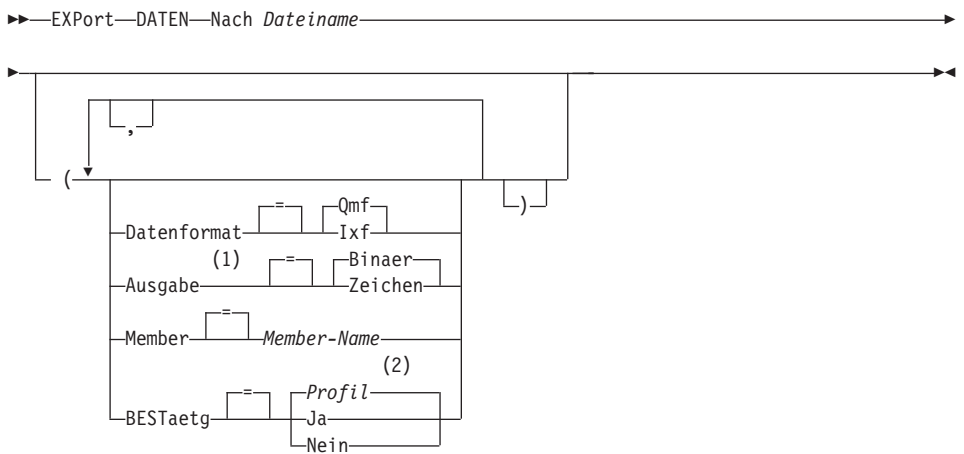 EXPort DATEN Nach Dateiname
,
(
)
= Qmf
Datenformat Ixf
(1)
= Binaer
Ausgabe Zeichen
=
Member Member-Name
(2)
= Profil
BESTaetg Ja
Nein